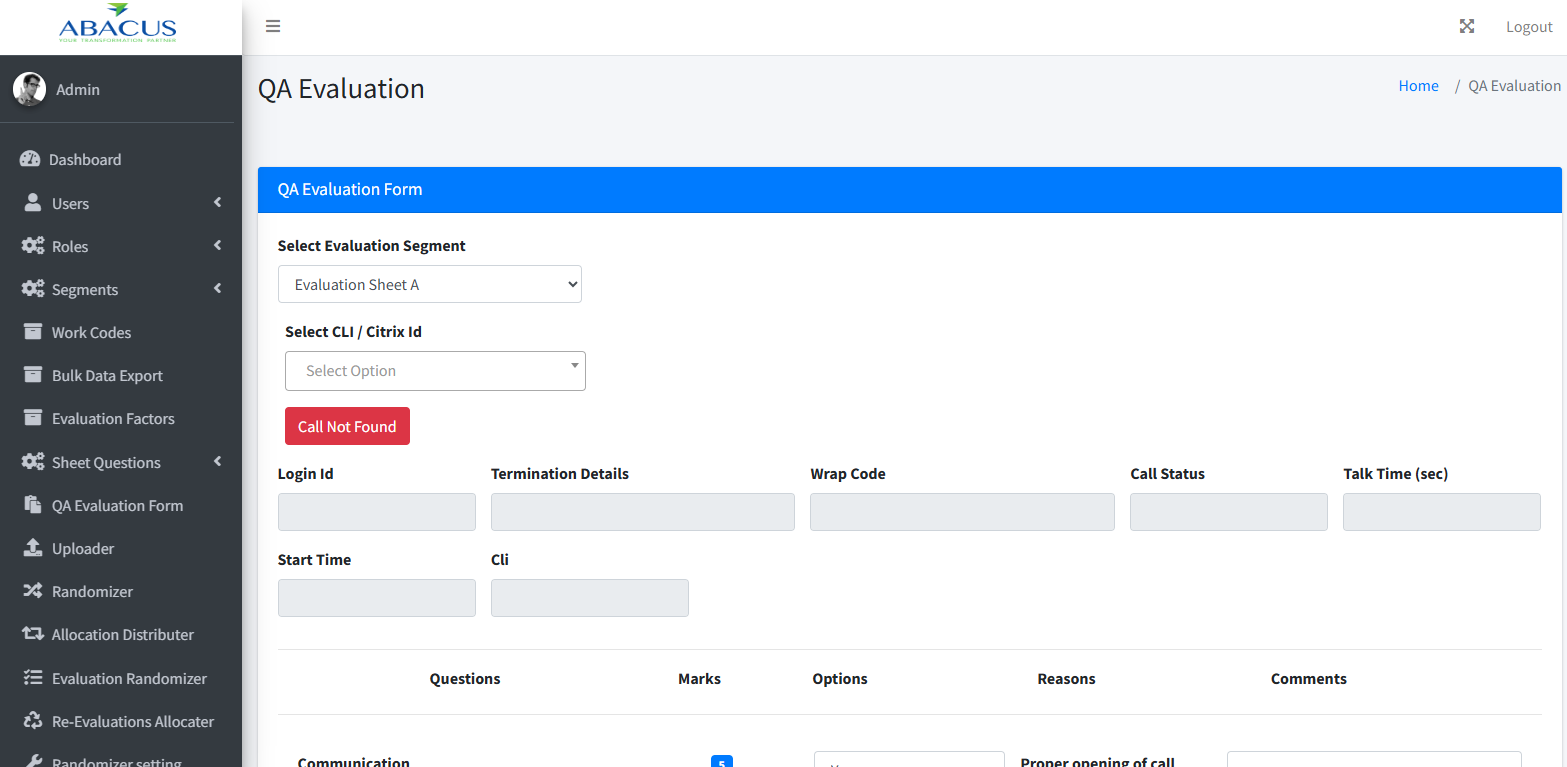 ABACUS
YOUR TRANSFORMATION PARTNER
Logout
Admin
QA Evaluation
Home / QA Evaluation
Dashboard
Users
Roles
Segments
Work Codes
Bulk Data Export
Evaluation Factors
Sheet Questions
QA Evaluation Form
Uploader
Randomizer
Allocation Distributer
Evaluation Randomizer
Re-Evaluations Allocater
Randomizer setting
QA Evaluation Form
Select Evaluation Segment
Evaluation Sheet A
Select CLI / Citrix Id
Select Option
Call Not Found
Login Id Termination Details Wrap Code Call Status Talk Time (sec)
Start Time Cli
Questions Marks Options Reasons Comments
Communication 5 Proper opening of call